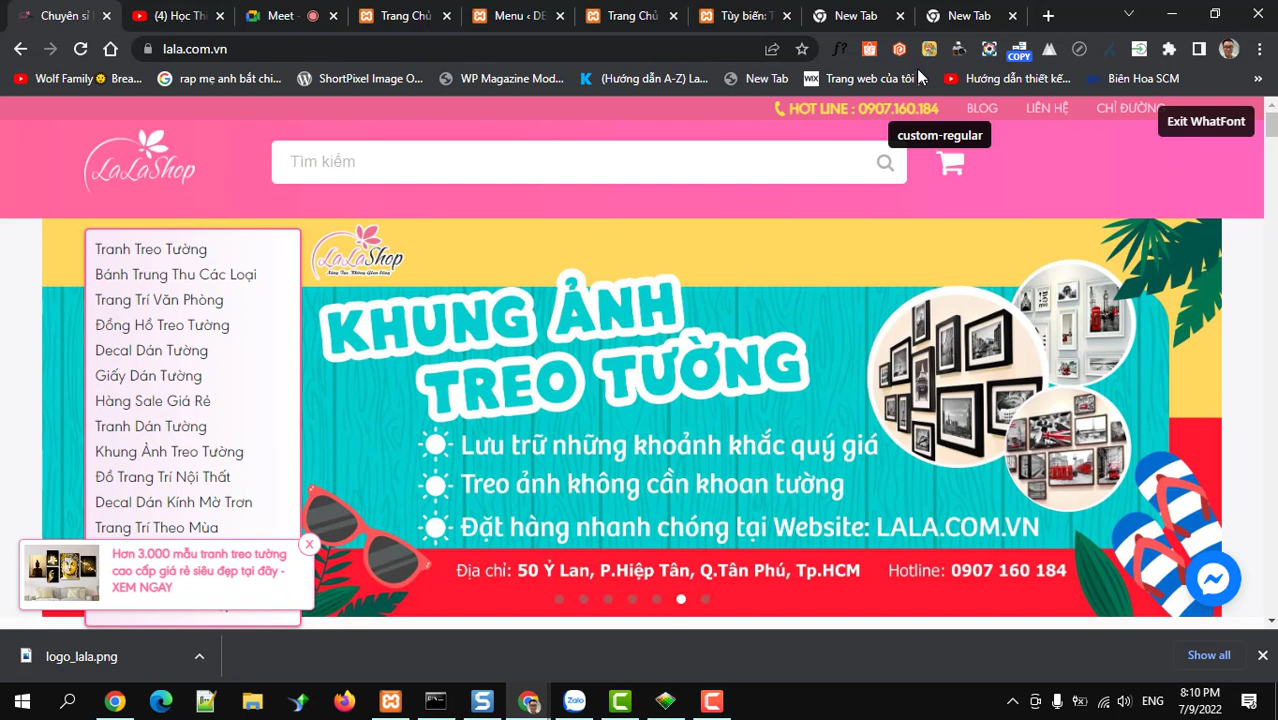 Chuyên sỉ
(4) Học Th
Meet -
Trang Chủ
Menu ‹ DE
Trang Chủ
Tùy biến: T
New Tab
New Tab
lala.com.vn
f?
COPY
Wolf Family Brea...
rap mẹ anh bắt chi...
ShortPixel Image O...
WP Magazine Mod...
(Hướng dẫn A-Z) La...
New Tab
WIX
Trang web của tôi
Hướng dẫn thiết kế...
Biên Hoa SCM
HOT LINE : 0907.160.184
BLOG
LIÊN HỆ
CHỈ ĐƯỜNG
Exit WhatFont
custom-regular
LaLaShop
Tìm kiếm
Tranh Treo Tường
Bánh Trung Thu Các Loại
Trang Trí Văn Phòng
Đồng Hồ Treo Tường
Decal Dán Tường
Giấy Dán Tường
Hàng Sale Giá Rẻ
Tranh Dán Tường
Khung Ảnh Treo Tường
Đồ Trang Trí Nội Thất
Decal Dán Kính Mờ Trơn
Trang Trí Theo Mùa
LaLaShop
KHUNG ẢNH
TREO TƯỜNG
Lưu trữ những khoảnh khắc quý giá
Treo ảnh không cần khoan tường
Đặt hàng nhanh chóng tại Website: LALA.COM.VN
Địa chỉ: 50 Ỷ Lan, P.Hiệp Tân, Q.Tân Phú, Tp.HCM
Hotline: 0907 160 184
X
Hơn 3.000 mẫu tranh treo tường
cao cấp giá rẻ siêu đẹp tại đây -
XEM NGAY
logo_lala.png
Show all
ENG
8:10 PM
7/9/2022